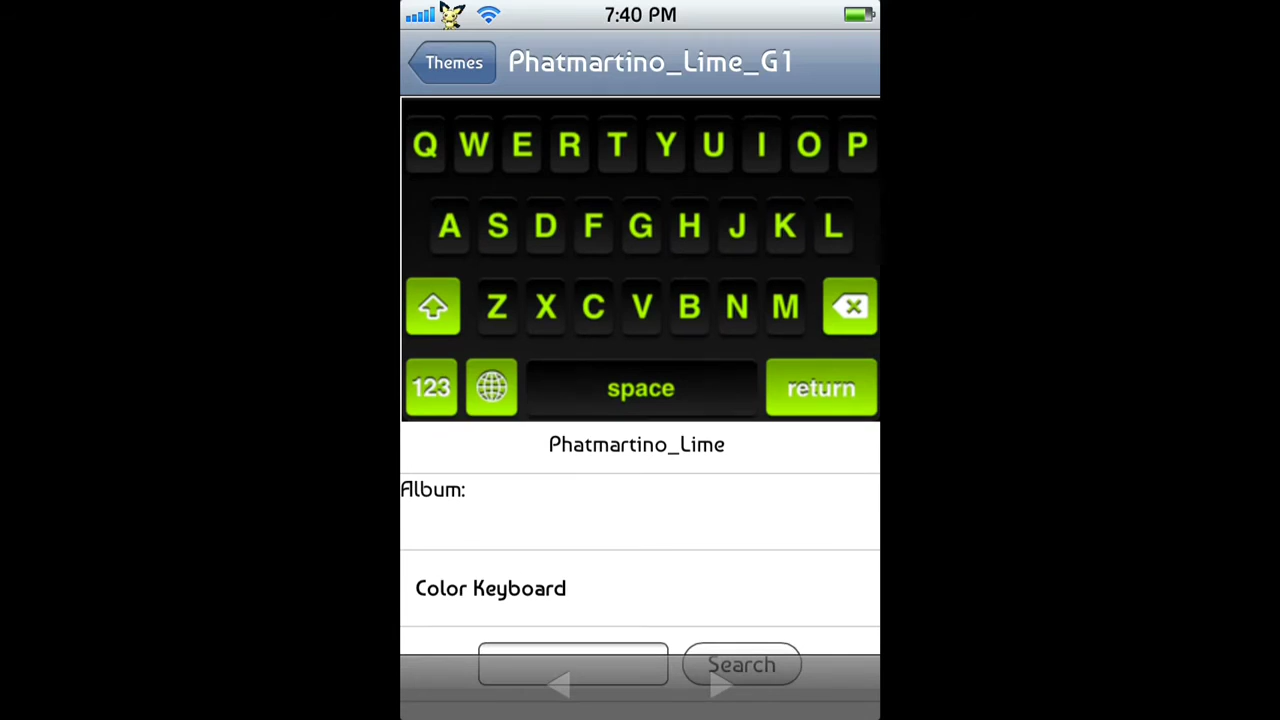 7:40 PM
Themes Phatmartino_Lime_G1
Q W E R T Y U I O P
A S D F G H J K L
Z X C V B N M
123 space return
Phatmartino_Lime
Album:
Color Keyboard
Search